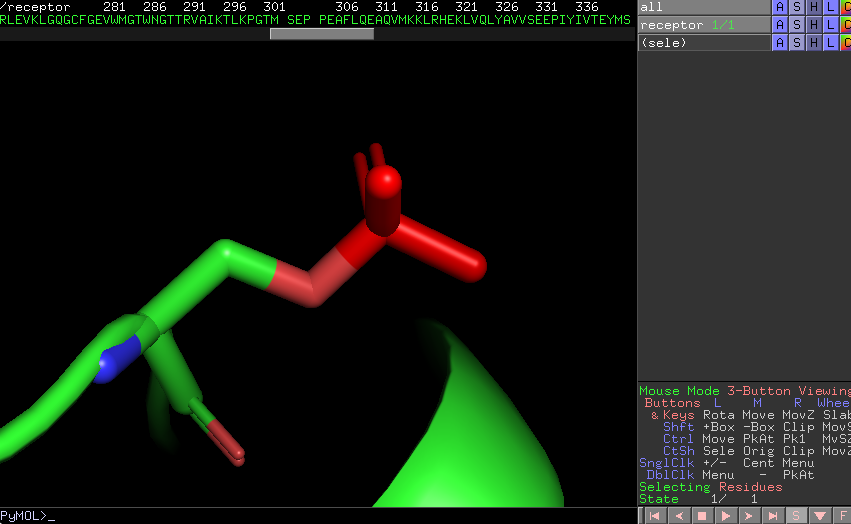 /receptor 281 286 291 296 301 306 311 316 321 326 331 336
RLEVKLGQGCFGEVWMGTWNGTTRVAIKTLKPGTM SEP PEAFLQEAQVMKKLRHEKLVQLYAVVSEEPIYIVTEYMS
all A S H L C
receptor 1/1 A S H L C
(sele) A S H L C
Mouse Mode 3-Button Viewing
Buttons L M R Whee
& Keys Rota Move MovZ Slab
Shft +Box -Box Clip MovS
Ctrl Move PkAt Pk1 MvSZ
CtSh Sele Orig Clip MovZ
SnglClk +/- Cent Menu
DblClk Menu - PkAt
Selecting Residues
State 1/ 1
PyMOL>_
S F